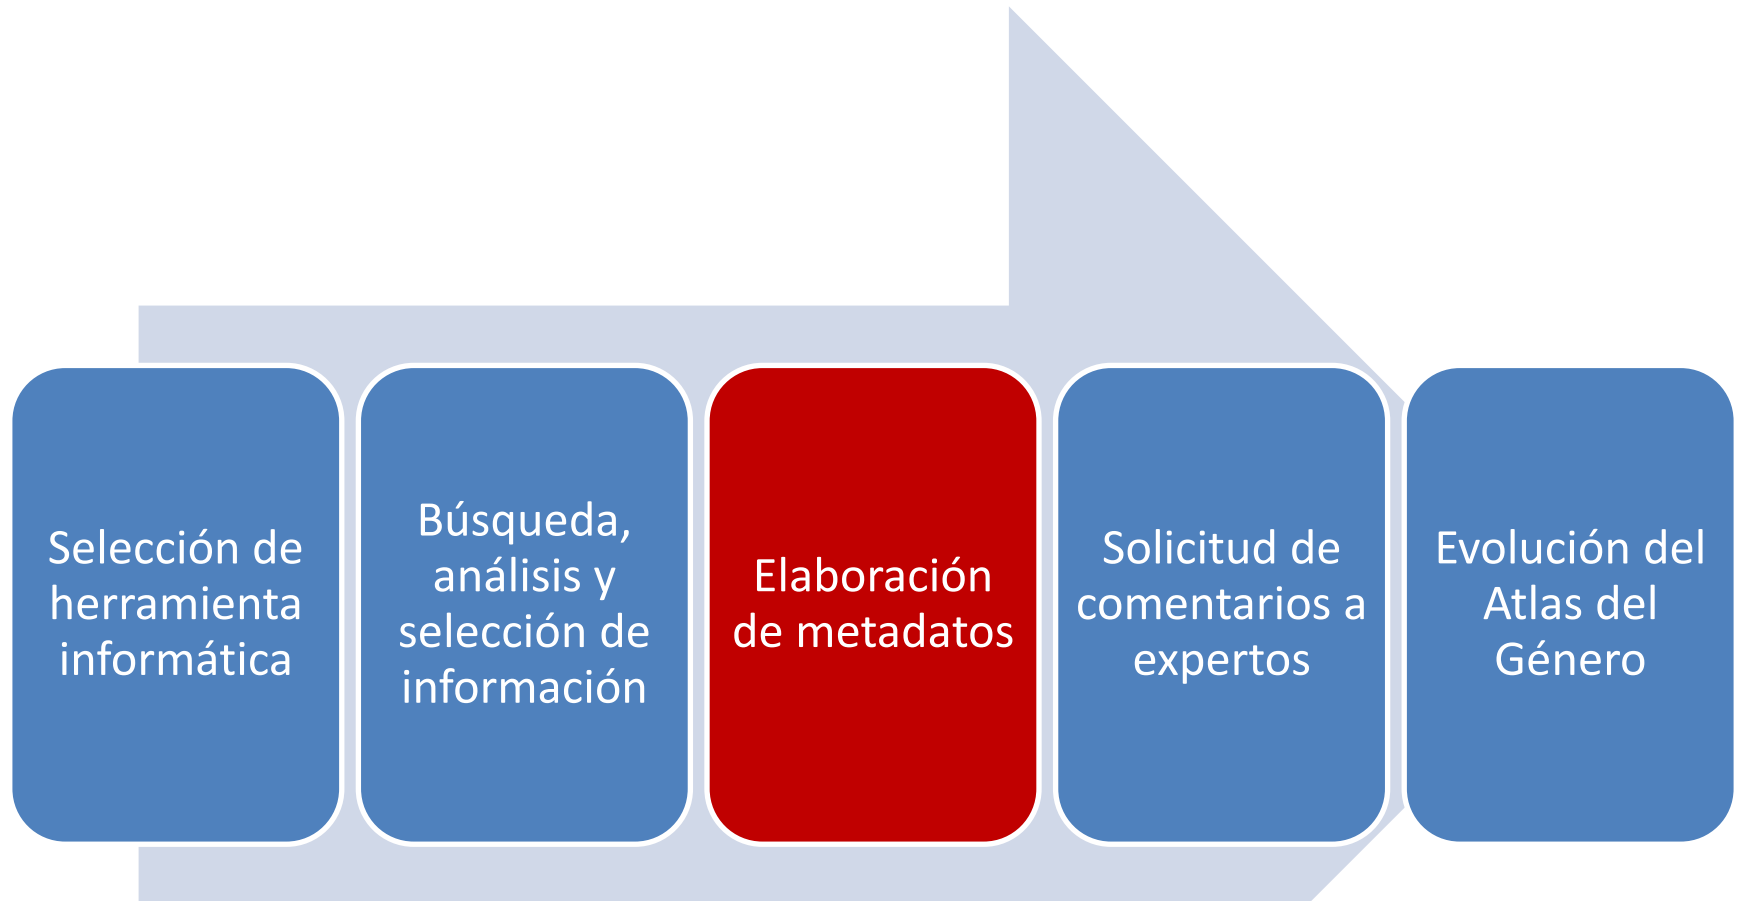 Selección de
herramienta
informática
Búsqueda,
análisis y
selección de
información
Elaboración
de metadatos
Solicitud de
comentarios a
expertos
Evolución del
Atlas del
Género